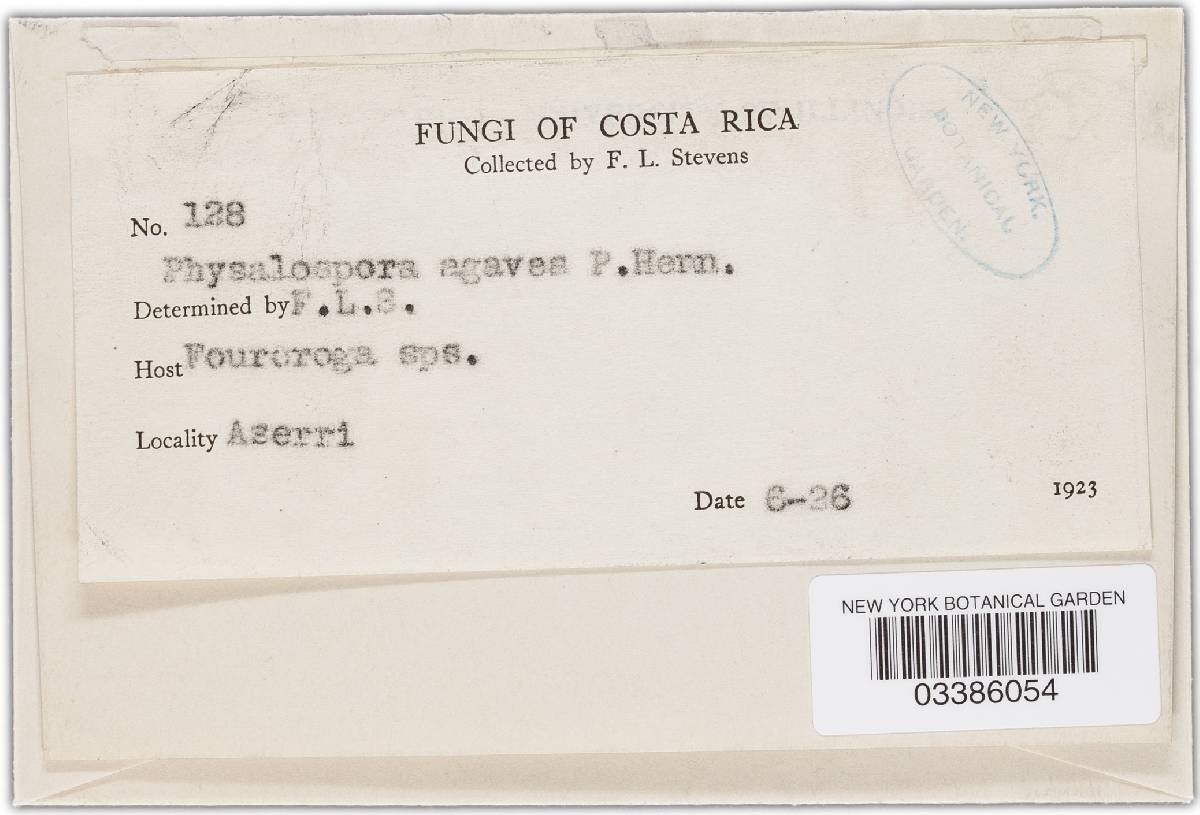 FUNGI OF COSTA RICA
Collected by F. L. Stevens
NEW YORK.
BOTANICAL
GARDEN.
No. 128
Physalospora agaves P.Henn.
Determined by F.L.S.
Host Fourcroga sps.
Locality Aserri
Date 6-26 1923
NEW YORK BOTANICAL GARDEN
03386054